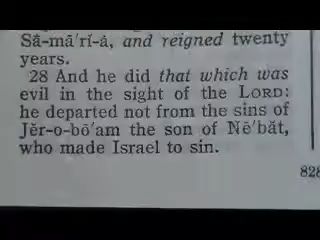 Să-mā′rĭ-ȧ, and reigned twenty
years.
28 And he did that which was
evil in the sight of the LORD:
he departed not from the sins of
Jĕr-o-bō′am the son of Nē′băt,
who made Israel to sin.
828